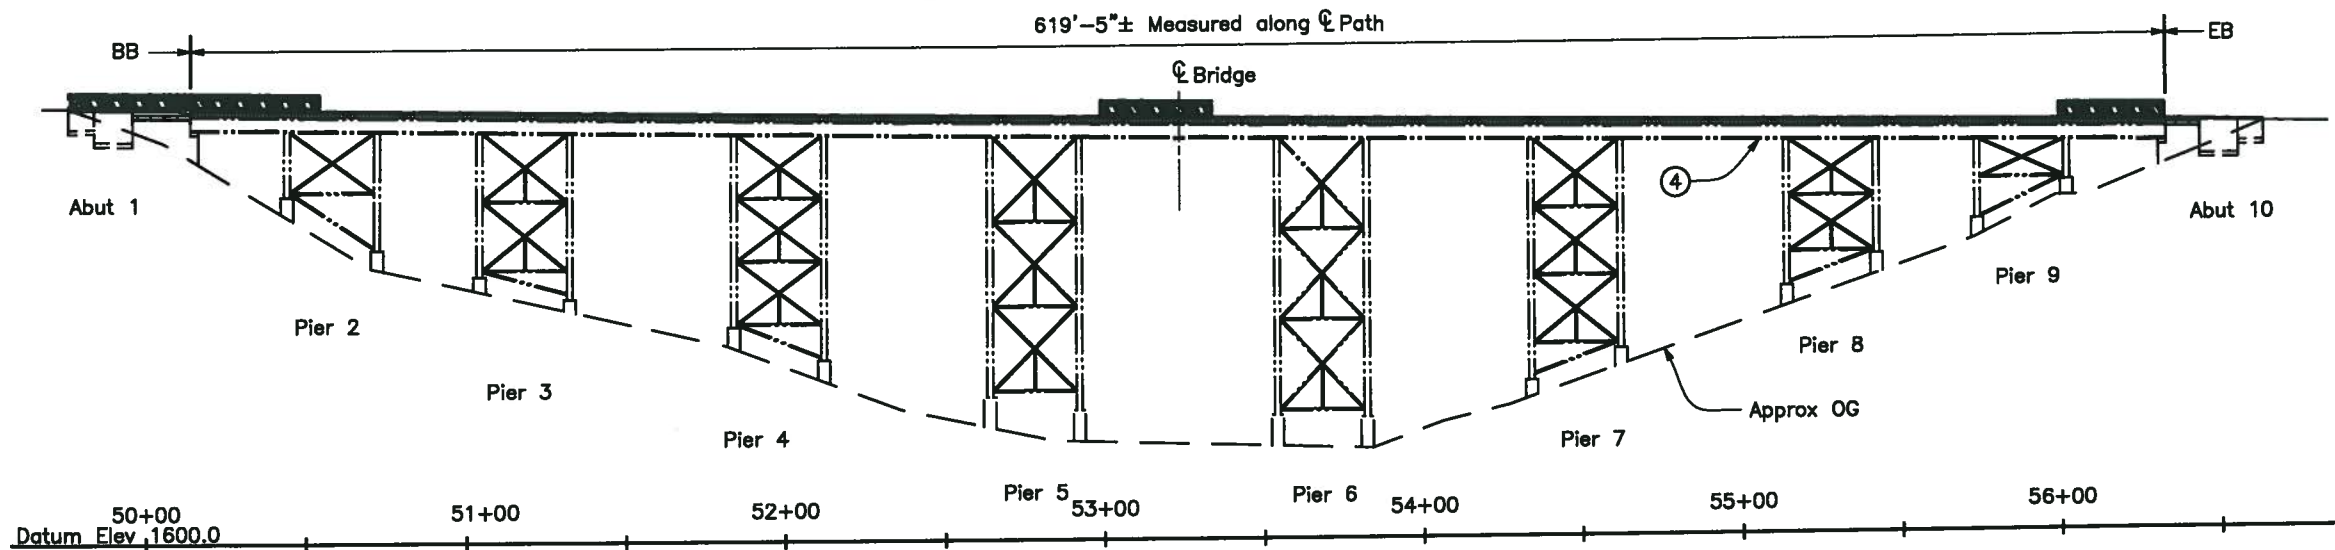 619'-5"± Measured along ℄ Path
BB
EB
℄ Bridge
4
Abut 1
Abut 10
Pier 2
Pier 9
Pier 3
Pier 8
Approx OG
Pier 4
Pier 7
Pier 5
Pier 6
50+00
51+00
52+00
53+00
54+00
55+00
56+00
Datum Elev 1600.0